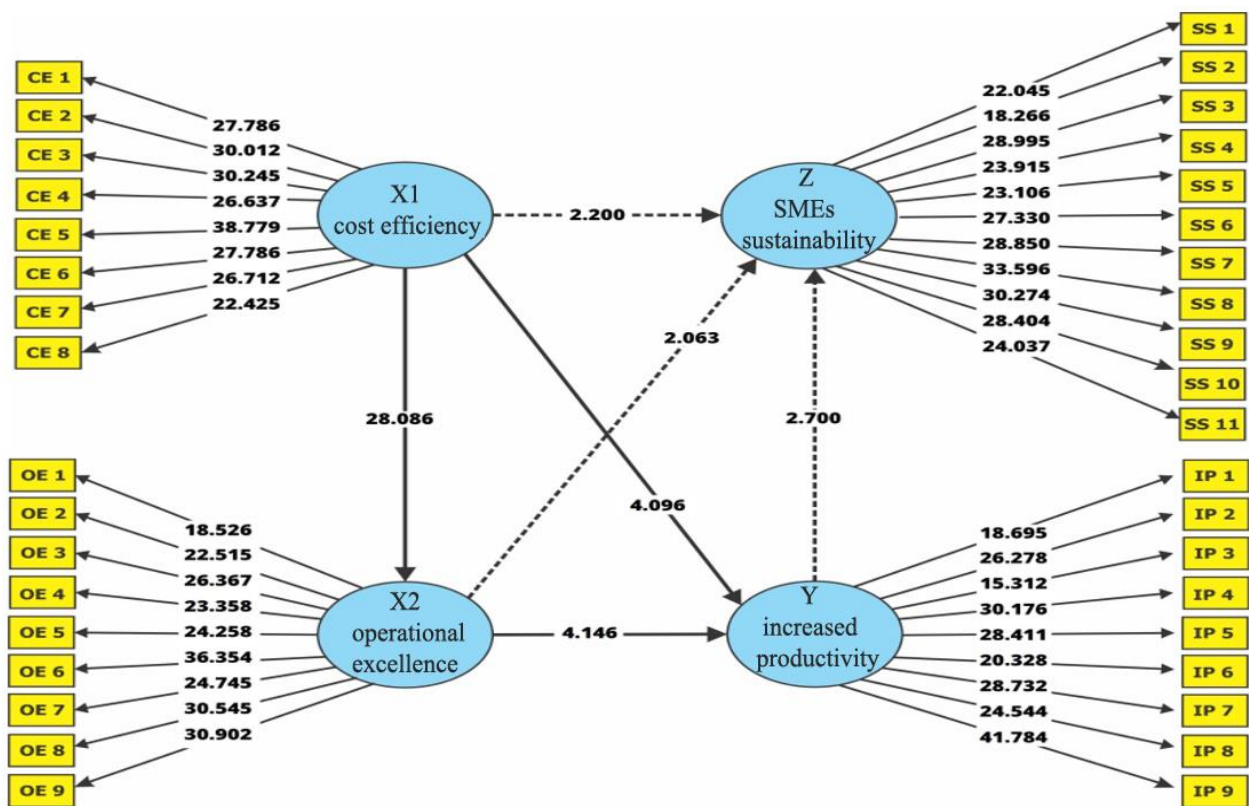 CE 1
CE 2
CE 3
CE 4
CE 5
CE 6
CE 7
CE 8
27.786
30.012
30.245
26.637
38.779
27.786
26.712
22.425
X1
cost efficiency
2.200
Z
SMEs
sustainability
22.045
18.266
28.995
23.915
23.106
27.330
28.850
33.596
30.274
28.404
24.037
SS 1
SS 2
SS 3
SS 4
SS 5
SS 6
SS 7
SS 8
SS 9
SS 10
SS 11
28.086
2.063
4.096
2.700
OE 1
OE 2
OE 3
OE 4
OE 5
OE 6
OE 7
OE 8
OE 9
18.526
22.515
26.367
23.358
24.258
36.354
24.745
30.545
30.902
X2
operational
excellence
4.146
Y
increased
productivity
18.695
26.278
15.312
30.176
28.411
20.328
28.732
24.544
41.784
IP 1
IP 2
IP 3
IP 4
IP 5
IP 6
IP 7
IP 8
IP 9